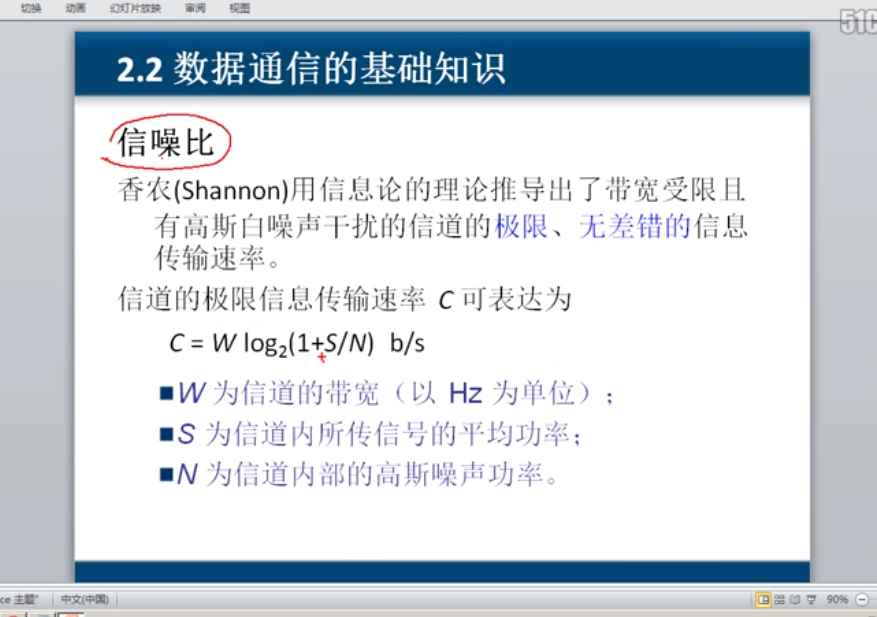 切换 动画 幻灯片放映 审阅 视图
2.2 数据通信的基础知识
信噪比
香农(Shannon)用信息论的理论推导出了带宽受限且
有高斯白噪声干扰的信道的极限、无差错的信息
传输速率。
信道的极限信息传输速率 C 可表达为
C = W log₂(1+S/N) b/s
■W 为信道的带宽（以 Hz 为单位）;
■S 为信道内所传信号的平均功率;
■N 为信道内部的高斯噪声功率。
中文(中国) 90%